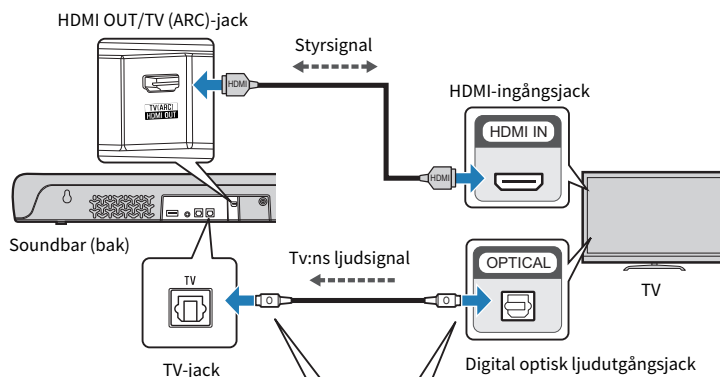 HDMI OUT/TV (ARC)-jack
Styrsignal
HDMI
TV(ARC)
HDMI OUT
HDMI-ingångsjack
HDMI IN
HDMI
Soundbar (bak)
Tv:ns ljudsignal
OPTICAL
TV
TV
TV-jack
Digital optisk ljudutgångsjack